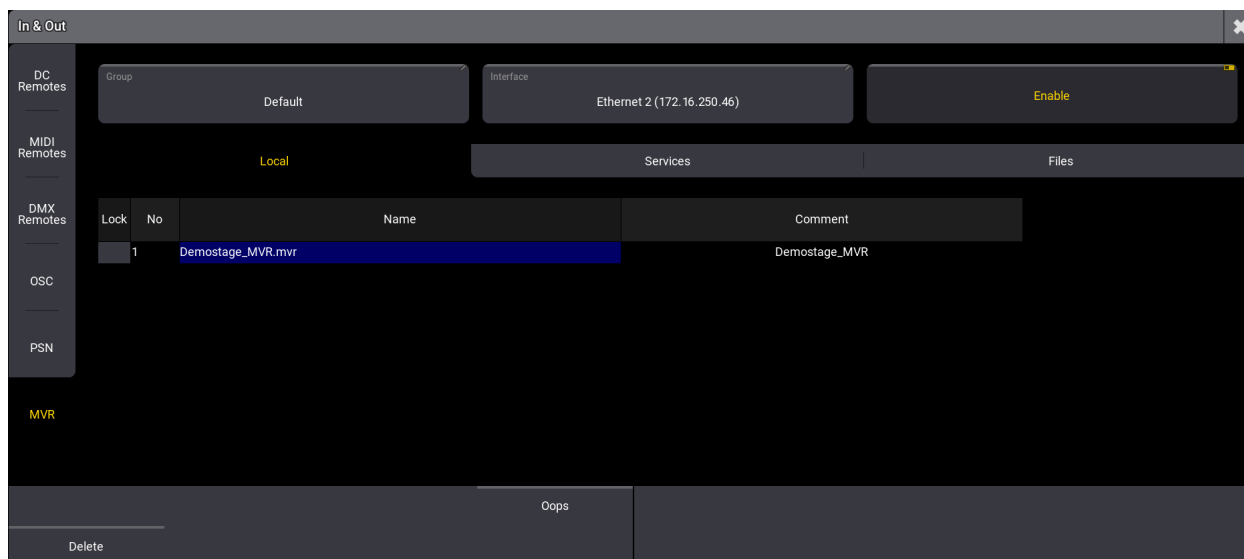 In & Out
DC
Remotes
MIDI
Remotes
DMX
Remotes
OSC
PSN
MVR
Group
Default
Interface
Ethernet 2 (172.16.250.46)
Enable
Local Services Files
Lock No Name Comment
1 Demostage_MVR.mvr Demostage_MVR
Oops
Delete